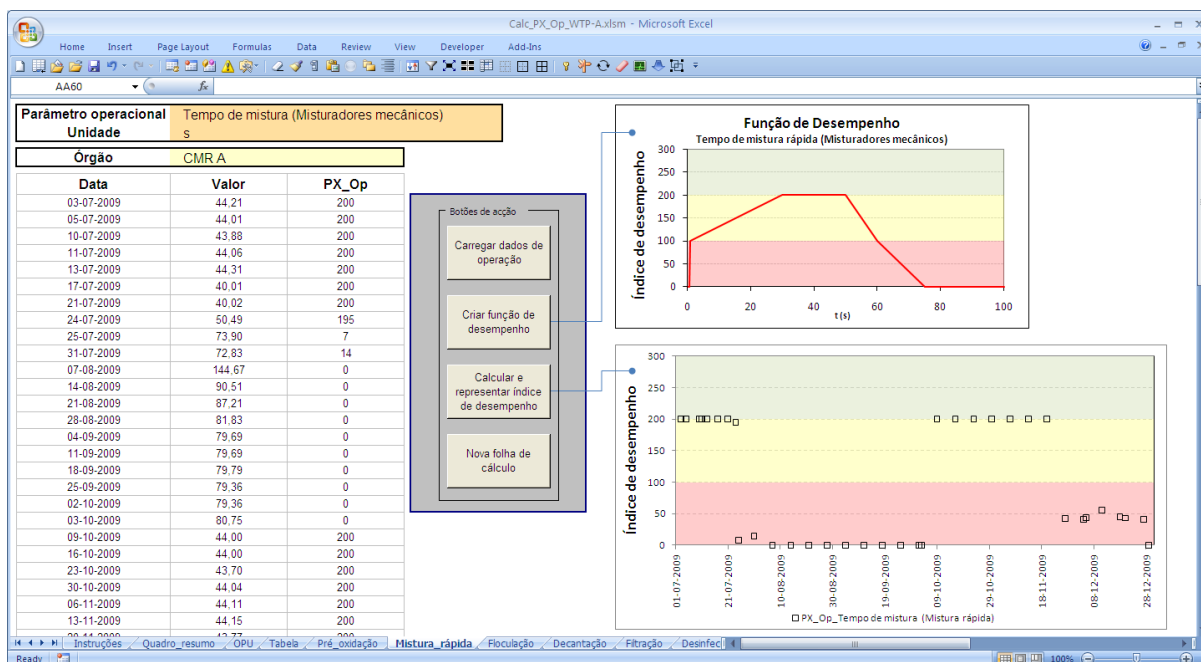 Calc_PX_Op_WTP-A.xlsm - Microsoft Excel
Home Insert Page Layout Formulas Data Review View Developer Add-Ins
AA60 fx
Parâmetro operacional Tempo de mistura (Misturadores mecânicos)
Unidade s
Órgão CMR A
Data Valor PX_Op
03-07-2009 44,21 200
05-07-2009 44,01 200
10-07-2009 43,88 200
11-07-2009 44,06 200
13-07-2009 44,31 200
17-07-2009 40,01 200
21-07-2009 40,02 200
24-07-2009 50,49 195
25-07-2009 73,90 7
31-07-2009 72,83 14
07-08-2009 144,67 0
14-08-2009 90,51 0
21-08-2009 87,21 0
28-08-2009 81,83 0
04-09-2009 79,69 0
11-09-2009 79,69 0
18-09-2009 79,79 0
25-09-2009 79,36 0
02-10-2009 79,36 0
03-10-2009 80,75 0
09-10-2009 44,00 200
16-10-2009 44,00 200
23-10-2009 43,70 200
30-10-2009 44,04 200
06-11-2009 44,11 200
13-11-2009 44,15 200
Botões de acção
Carregar dados de
operação
Criar função de
desempenho
Calcular e
representar índice
de desempenho
Nova folha de
cálculo
Função de Desempenho
Tempo de mistura rápida (Misturadores mecânicos)
Índice de desempenho
300
250
200
150
100
50
0
0 20 40 60 80 100
t (s)
Índice de desempenho
300
250
200
150
100
50
0
01-07-2009
21-07-2009
10-08-2009
30-08-2009
19-09-2009
09-10-2009
29-10-2009
18-11-2009
08-12-2009
28-12-2009
PX_Op_Tempo de mistura (Mistura rápida)
Instruções Quadro_resumo OPU Tabela Pré_oxidação Mistura_rápida Floculação Decantação Filtração Desinfec
Ready 100%